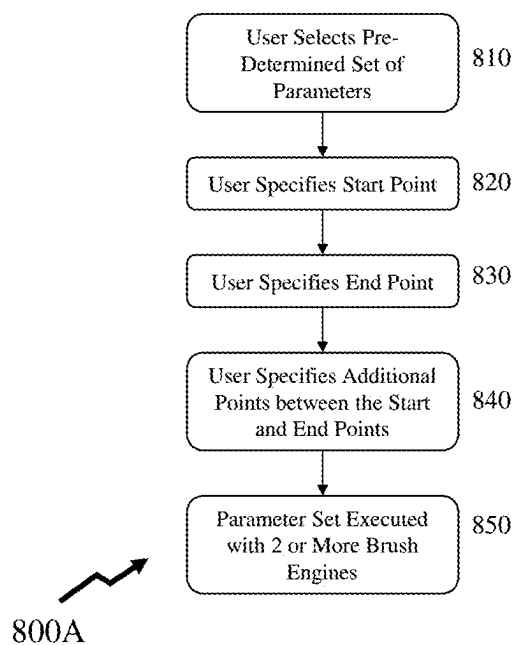 User Selects Pre-
Determined Set of
Parameters
810
User Specifies Start Point
820
User Specifies End Point
830
User Specifies Additional
Points between the Start
and End Points
840
Parameter Set Executed
with 2 or More Brush
Engines
850
800A